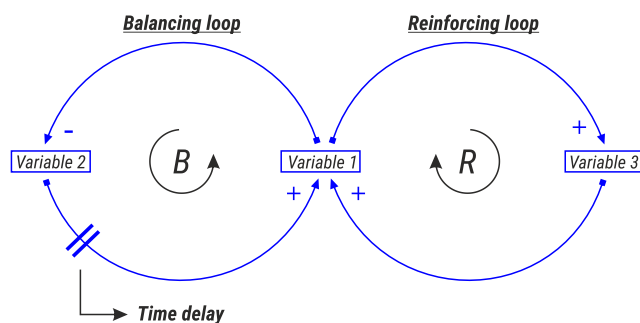 Balancing loop
Reinforcing loop
-
+
Variable 2
B
Variable 1
R
Variable 3
+
+
Time delay